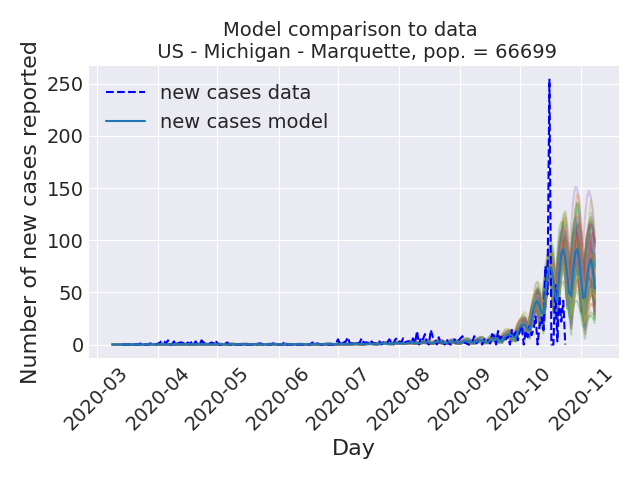 Model comparison to data
US - Michigan - Marquette, pop. = 66699
Number of new cases reported
250
200
150
100
50
0
new cases data
new cases model
2020-03
2020-04
2020-05
2020-06
2020-07
2020-08
2020-09
2020-10
2020-11
Day